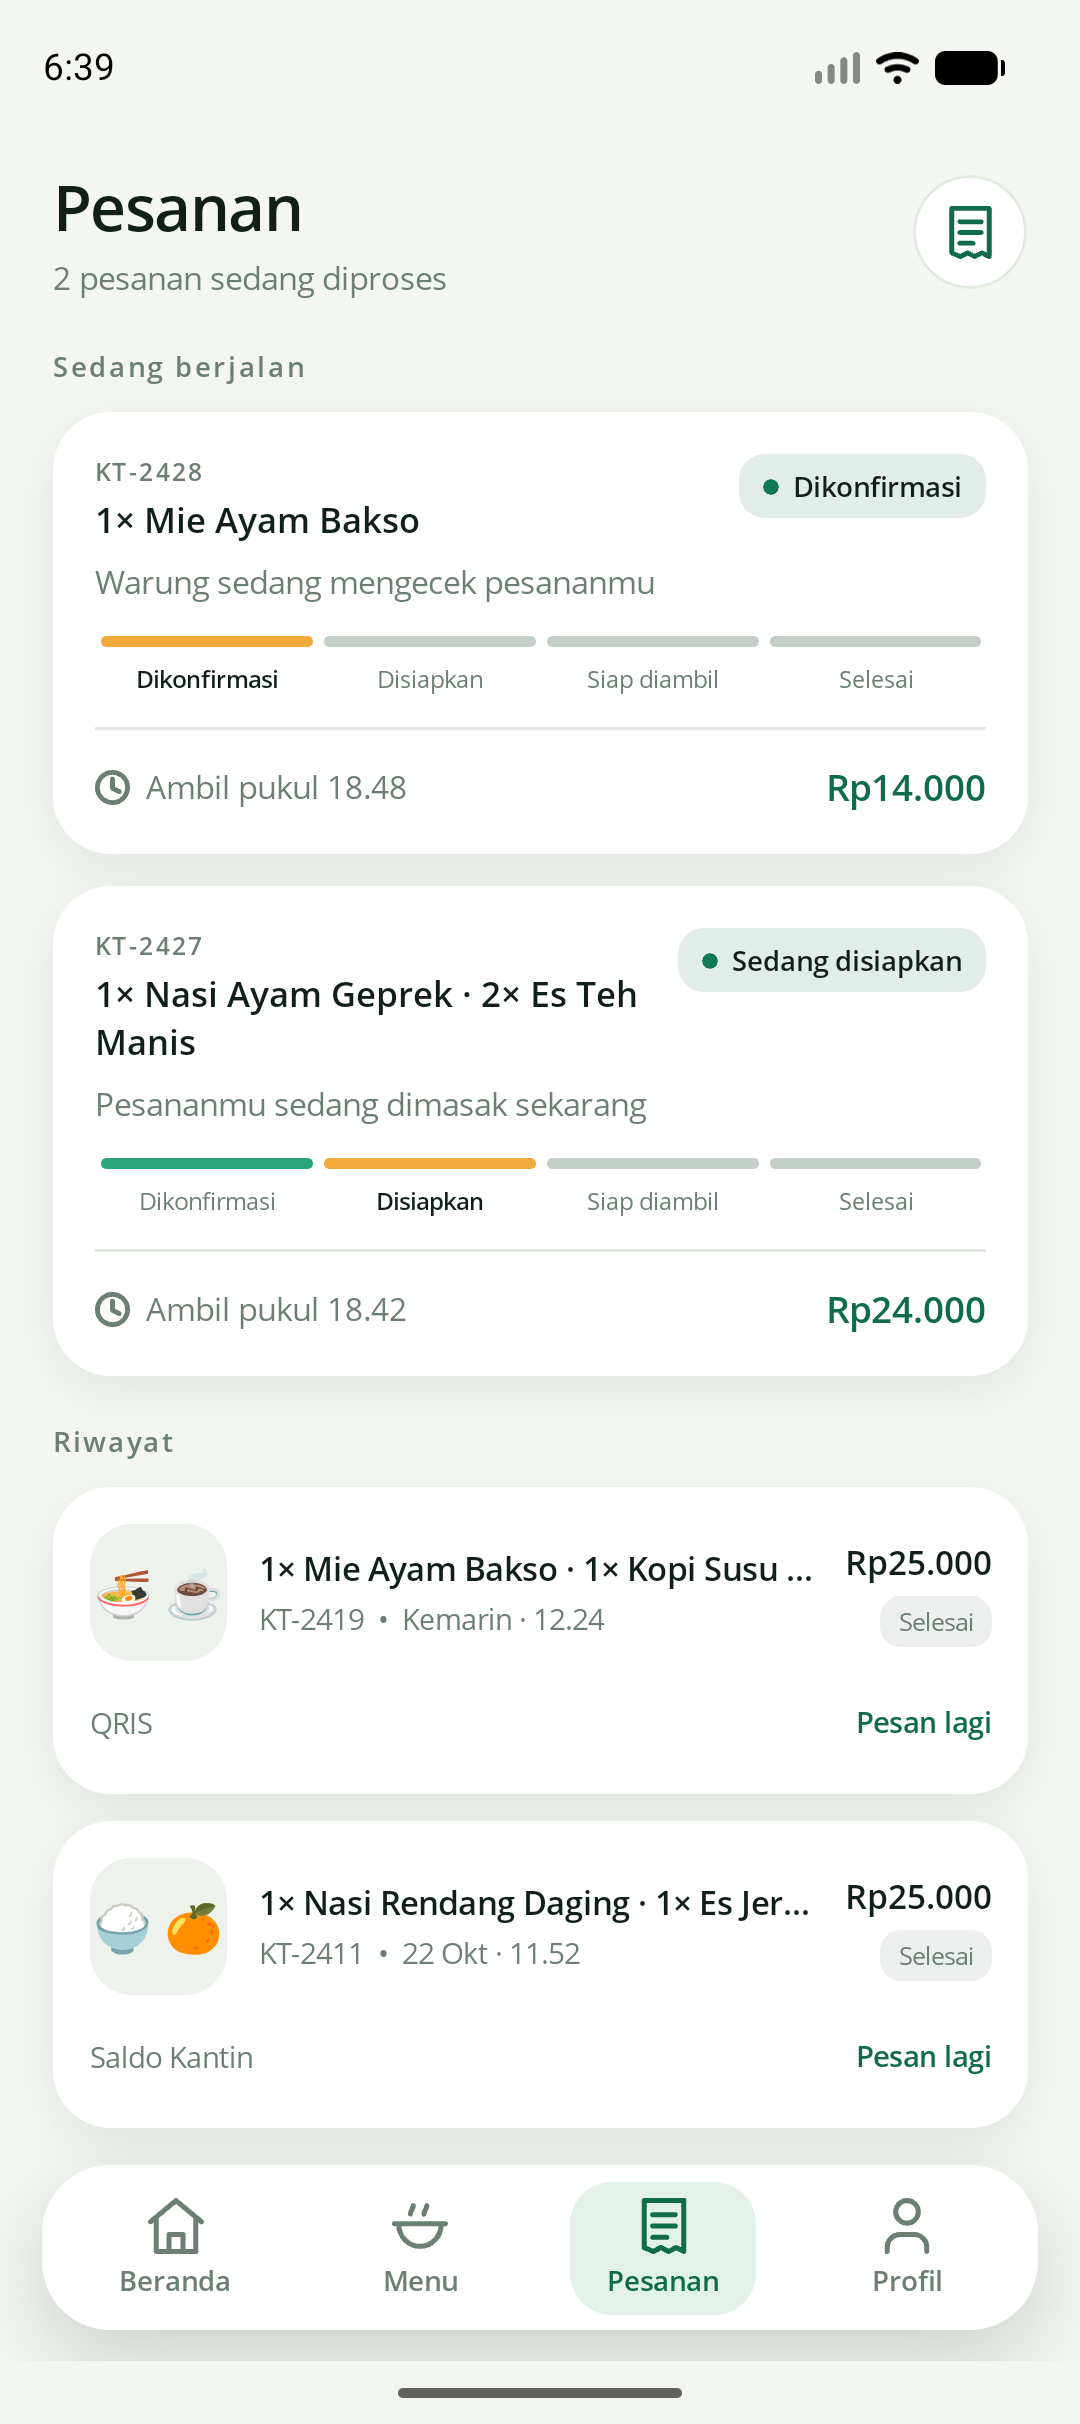 6:39
Pesanan
2 pesanan sedang diproses
Sedang berjalan
KT-2428
Dikonfirmasi
1× Mie Ayam Bakso
Warung sedang mengecek pesananmu
Dikonfirmasi Disiapkan Siap diambil Selesai
Ambil pukul 18.48 Rp14.000
KT-2427
Sedang disiapkan
1× Nasi Ayam Geprek · 2× Es Teh
Manis
Pesananmu sedang dimasak sekarang
Dikonfirmasi Disiapkan Siap diambil Selesai
Ambil pukul 18.42 Rp24.000
Riwayat
1× Mie Ayam Bakso · 1× Kopi Susu ... Rp25.000
KT-2419 • Kemarin · 12.24 Selesai
QRIS Pesan lagi
1× Nasi Rendang Daging · 1× Es Jer... Rp25.000
KT-2411 • 22 Okt · 11.52 Selesai
Saldo Kantin Pesan lagi
Beranda Menu Pesanan Profil